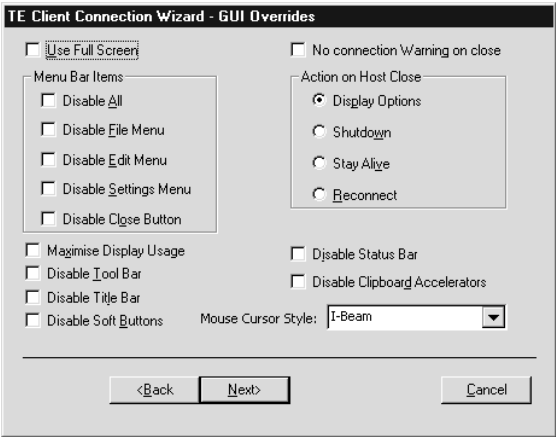 TE Client Connection Wizard - GUI Overrides
Use Full Screen
No connection Warning on close
Menu Bar Items
Disable All
Disable File Menu
Disable Edit Menu
Disable Settings Menu
Disable Close Button
Action on Host Close
Display Options
Shutdown
Stay Alive
Reconnect
Maximise Display Usage
Disable Tool Bar
Disable Title Bar
Disable Soft Buttons
Disable Status Bar
Disable Clipboard Accelerators
Mouse Cursor Style: I-Beam
<Back
Next>
Cancel